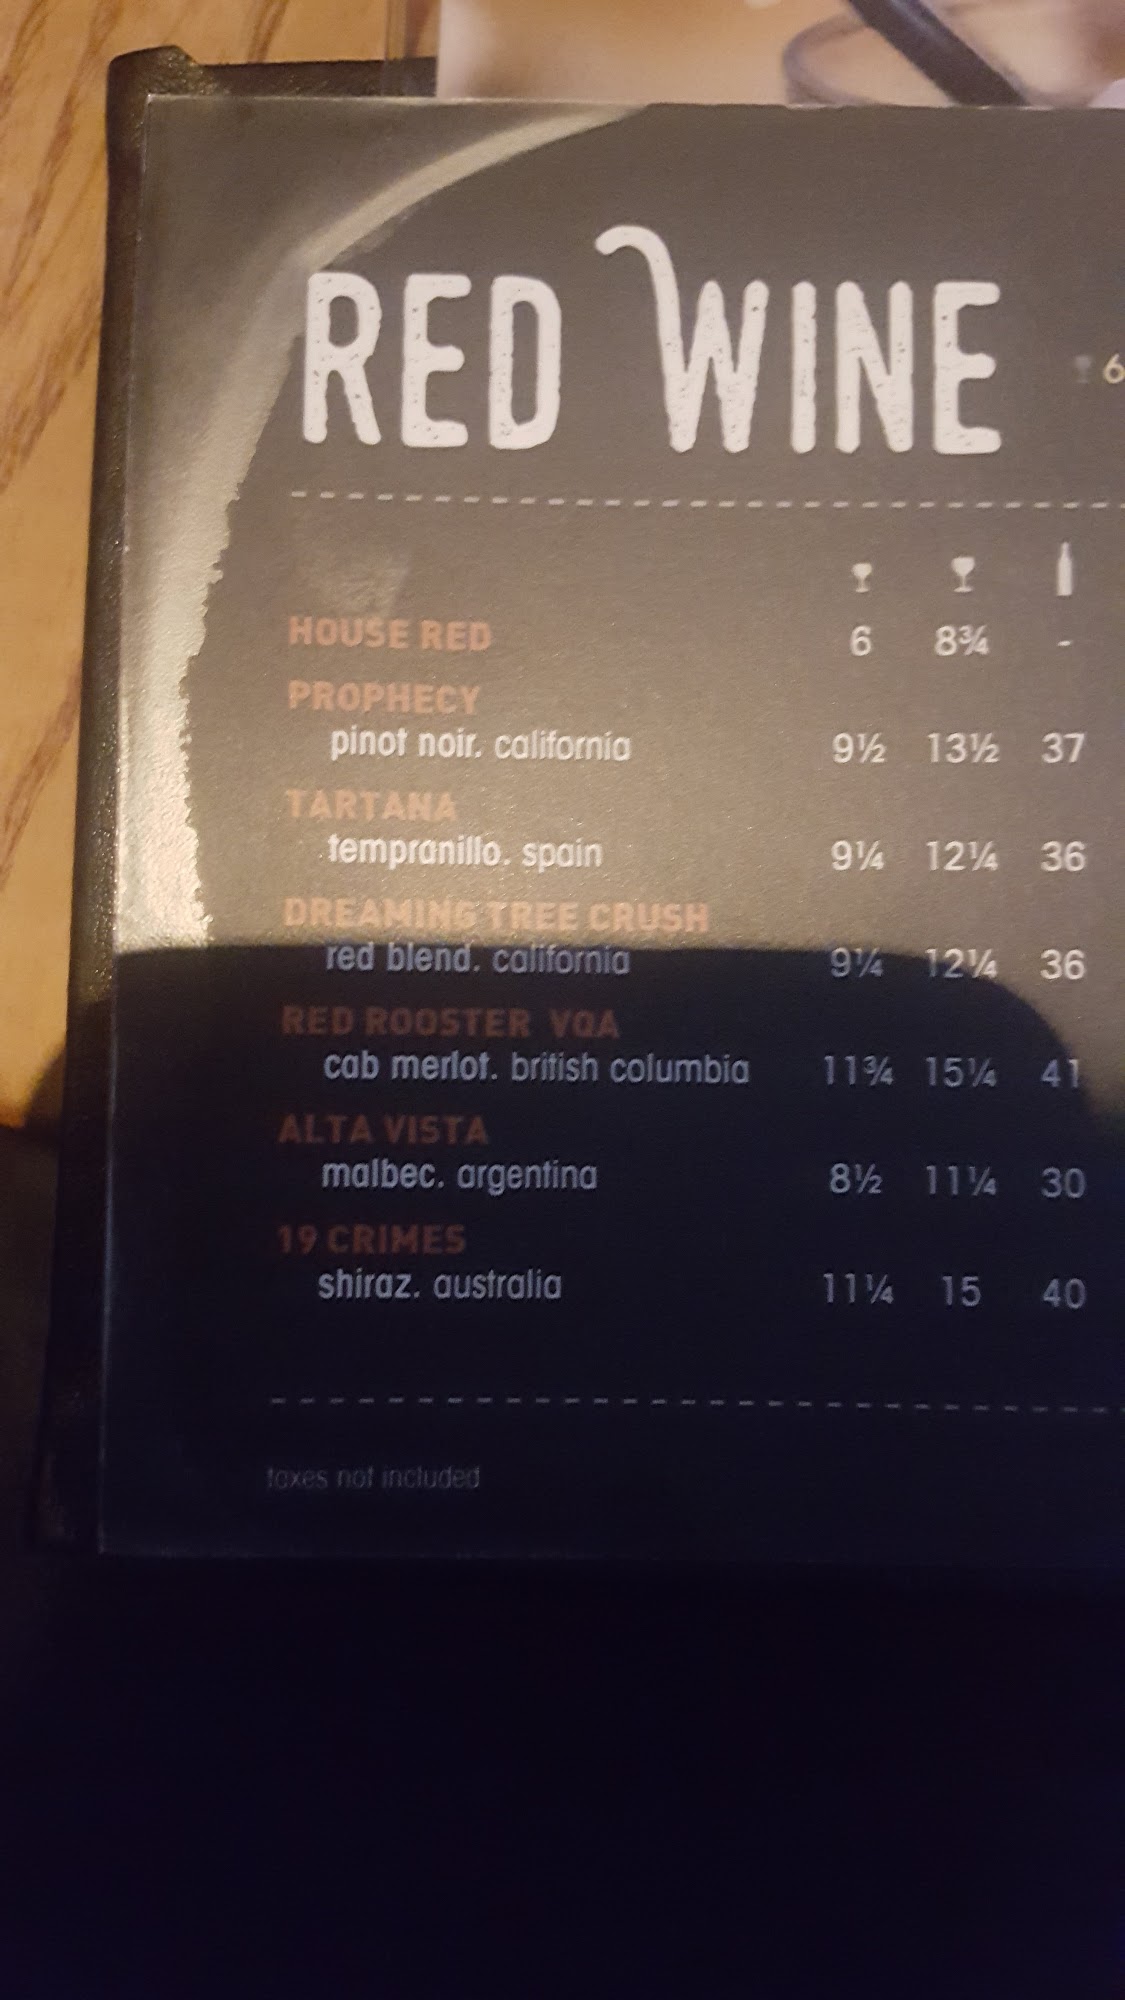 RED WINE
6
HOUSE RED 6 8¾ -
PROPHECY
pinot noir. california 9½ 13½ 37
TARTANA
tempranillo. spain 9¼ 12¼ 36
DREAMING TREE CRUSH
red blend. california 9¼ 12¼ 36
RED ROOSTER VQA
cab merlot. british columbia 11¾ 15¼ 41
ALTA VISTA
malbec. argentina 8½ 11¼ 30
19 CRIMES
shiraz. australia 11¼ 15 40
taxes not included